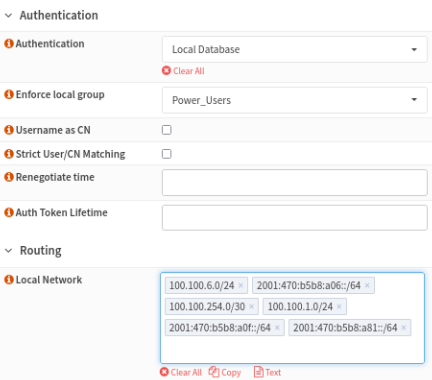 Authentication
Authentication
Local Database
Clear All
Enforce local group
Power_Users
Username as CN
Strict User/CN Matching
Renegotiate time
Auth Token Lifetime
Routing
Local Network
100.100.6.0/24 × 2001:470:b5b8:a06::/64 ×
100.100.254.0/30 × 100.100.1.0/24 ×
2001:470:b5b8:a0f::/64 × 2001:470:b5b8:a81::/64 ×
Clear All Copy Text